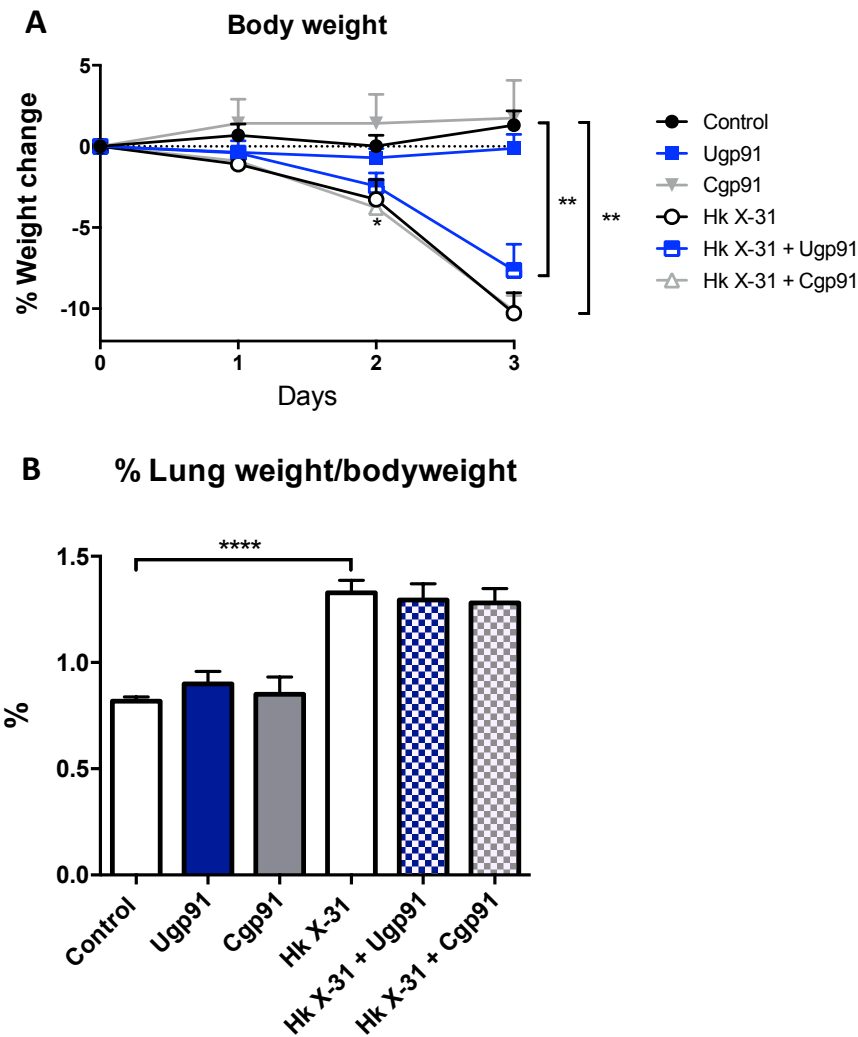 A
Body weight
% Weight change
5
0
-5
-10
*
**
**
0
1
2
3
Days
Control
Ugp91
Cgp91
Hk X-31
Hk X-31 + Ugp91
Hk X-31 + Cgp91
B
% Lung weight/bodyweight
%
1.5
1.0
0.5
0.0
****
Control
Ugp91
Cgp91
Hk X-31
Hk X-31 + Ugp91
Hk X-31 + Cgp91